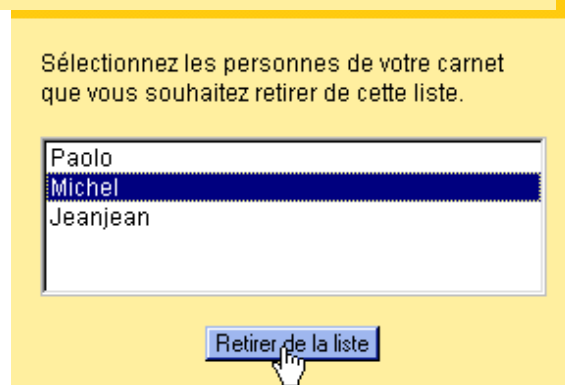 Sélectionnez les personnes de votre carnet
que vous souhaitez retirer de cette liste.
Paolo
Michel
Jeanjean
Retirer de la liste